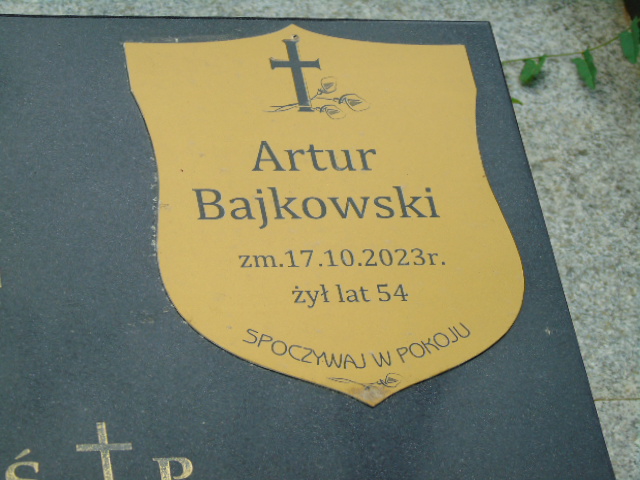 Artur
Bajkowski
zm.17.10.2023r.
żył lat 54
SPOCZYWAJ W POKOJU
Ś P